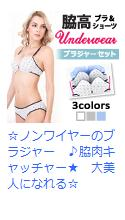 脇高ブラ&ショーツ
Underwear
ブラジャーセット
3colors
☆ノンワイヤーのブ
ラジャー　♪脇肉キ
ャッチャー★　大美
人になれる☆